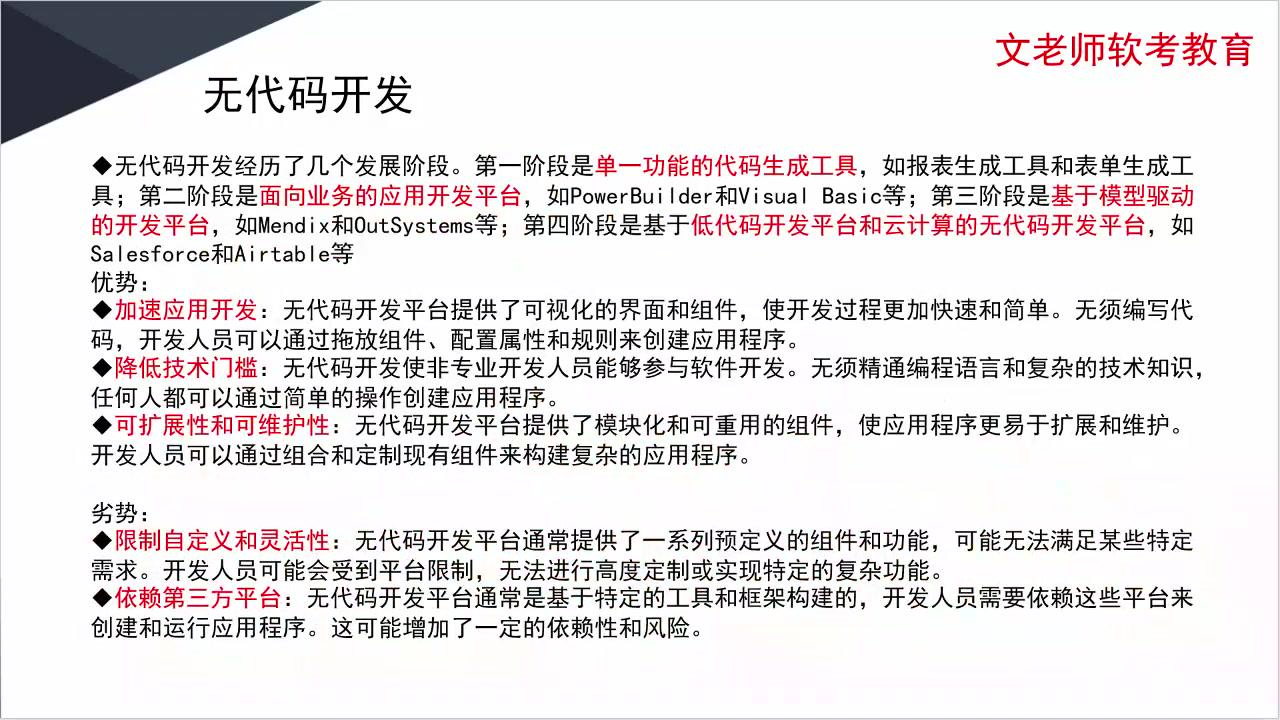 文老师软考教育
无代码开发
◆无代码开发经历了几个发展阶段。第一阶段是单一功能的代码生成工具，如报表生成工具和表单生成工
具；第二阶段是面向业务的应用开发平台，如PowerBuilder和Visual Basic等；第三阶段是基于模型驱动
的开发平台，如Mendix和OutSystems等；第四阶段是基于低代码开发平台和云计算的无代码开发平台，如
Salesforce和Airtable等
优势：
◆加速应用开发：无代码开发平台提供了可视化的界面和组件，使开发过程更加快速和简单。无须编写代
码，开发人员可以通过拖放组件、配置属性和规则来创建应用程序。
◆降低技术门槛：无代码开发使非专业开发人员能够参与软件开发。无须精通编程语言和复杂的技术知识，
任何人都可以通过简单的操作创建应用程序。
◆可扩展性和可维护性：无代码开发平台提供了模块化和可重用的组件，使应用程序更易于扩展和维护。
开发人员可以通过组合和定制现有组件来构建复杂的应用程序。
劣势：
◆限制自定义和灵活性：无代码开发平台通常提供了一系列预定义的组件和功能，可能无法满足某些特定
需求。开发人员可能会受到平台限制，无法进行高度定制或实现特定的复杂功能。
◆依赖第三方平台：无代码开发平台通常是基于特定的工具和框架构建的，开发人员需要依赖这些平台来
创建和运行应用程序。这可能增加了一定的依赖性和风险。